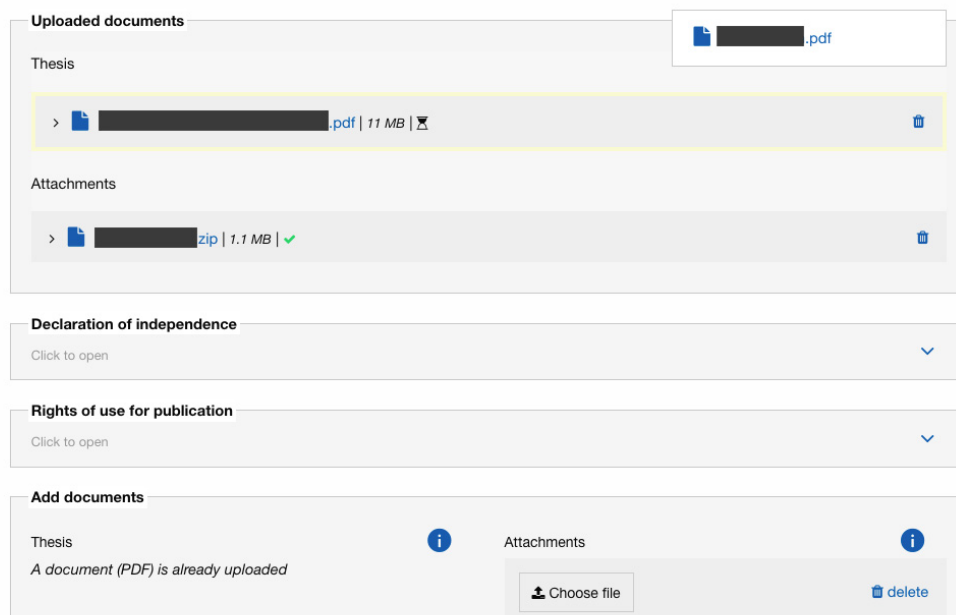 Uploaded documents
.pdf
Thesis
.pdf | 11 MB |
Attachments
zip | 1.1 MB |
Declaration of independence
Click to open
Rights of use for publication
Click to open
Add documents
Thesis
Attachments
A document (PDF) is already uploaded
Choose file
delete